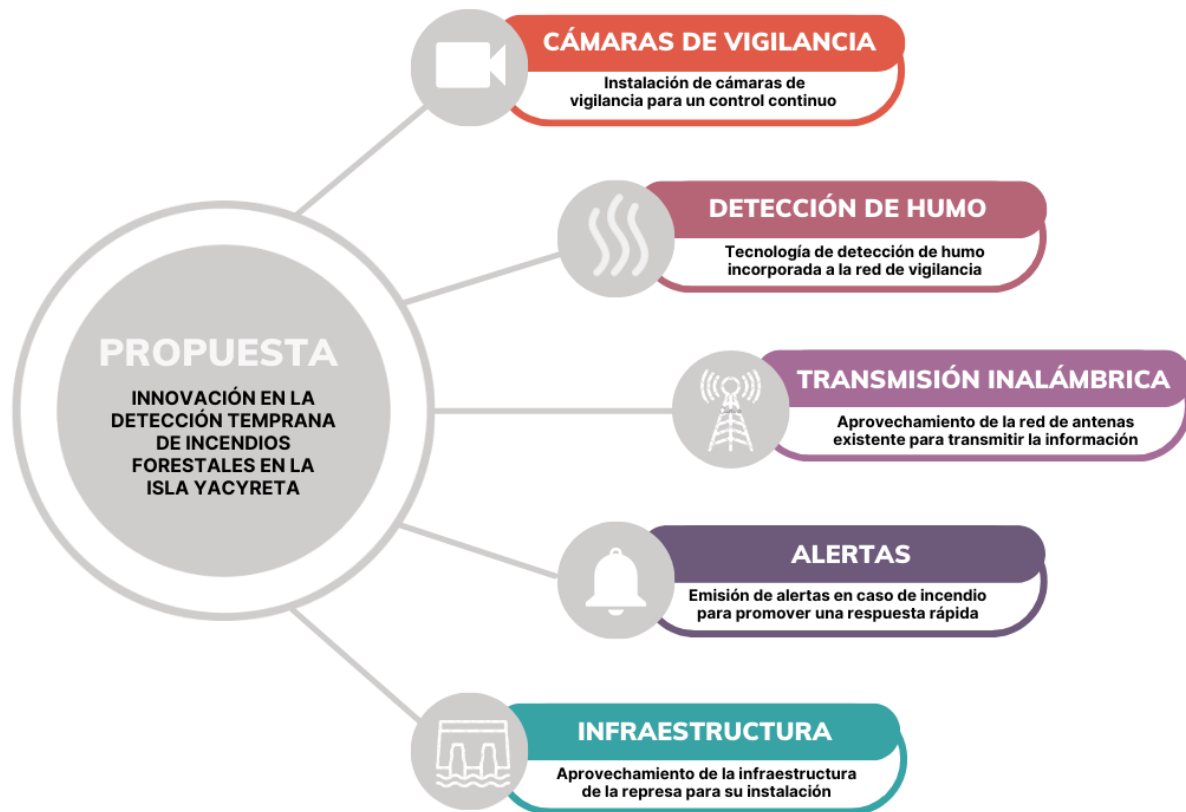 CÁMARAS DE VIGILANCIA
Instalación de cámaras de
vigilancia para un control continuo
DETECCIÓN DE HUMO
Tecnología de detección de humo
incorporada a la red de vigilancia
PROPUESTA
INNOVACIÓN EN LA
DETECCIÓN TEMPRANA
DE INCENDIOS
FORESTALES EN LA
ISLA YACYRETA
TRANSMISIÓN INALÁMBRICA
Aprovechamiento de la red de antenas
existente para transmitir la información
Canva
ALERTAS
Emisión de alertas en caso de incendio
para promover una respuesta rápida
INFRAESTRUCTURA
Aprovechamiento de la infraestructura
de la represa para su instalación